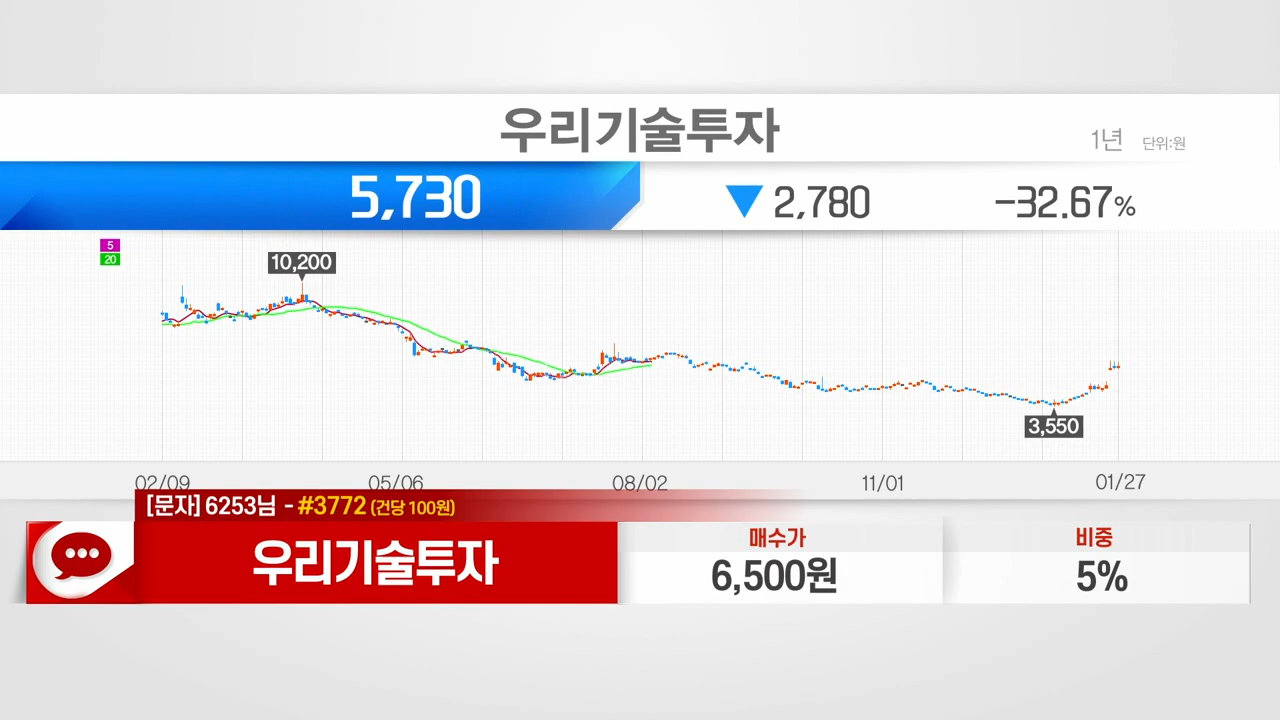 우리기술투자
1년 단위:원
5,730 ▼ 2,780 -32.67%
5
20
10,200
3,550
02/09 05/06 08/02 11/01 01/27
[문자] 6253님 - #3772 (건당 100원)
우리기술투자
매수가
6,500원
비중
5%